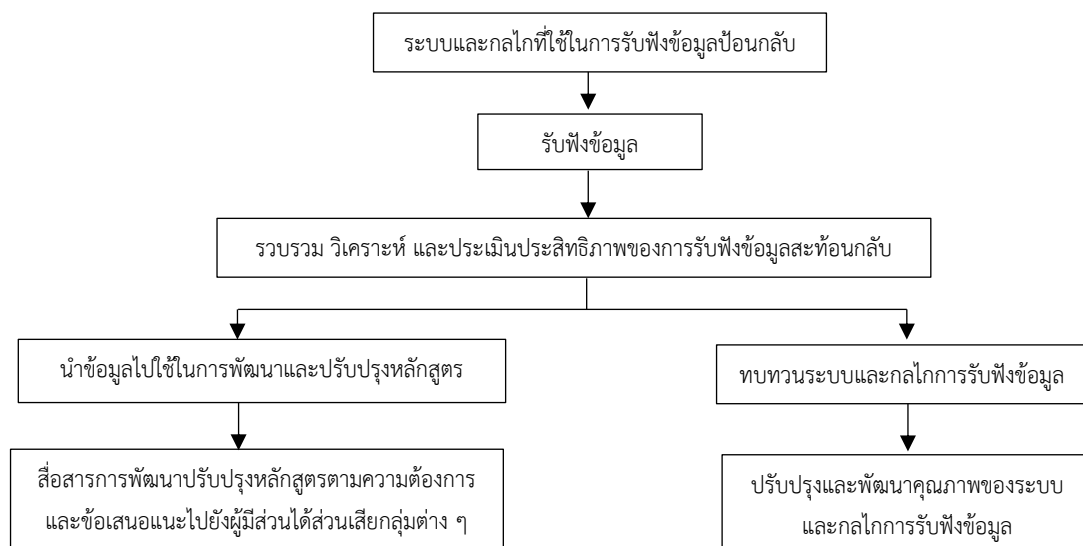 ระบบและกลไกที่ใช้ในการรับฟังข้อมูลป้อนกลับ
รับฟังข้อมูล
รวบรวม วิเคราะห์ และประเมินประสิทธิภาพของการรับฟังข้อมูลสะท้อนกลับ
นำข้อมูลไปใช้ในการพัฒนาและปรับปรุงหลักสูตร
ทบทวนระบบและกลไกการรับฟังข้อมูล
สื่อสารการพัฒนาปรับปรุงหลักสูตรตามความต้องการ
และข้อเสนอแนะไปยังผู้มีส่วนได้ส่วนเสียกลุ่มต่าง ๆ
ปรับปรุงและพัฒนาคุณภาพของระบบ
และกลไกการรับฟังข้อมูล